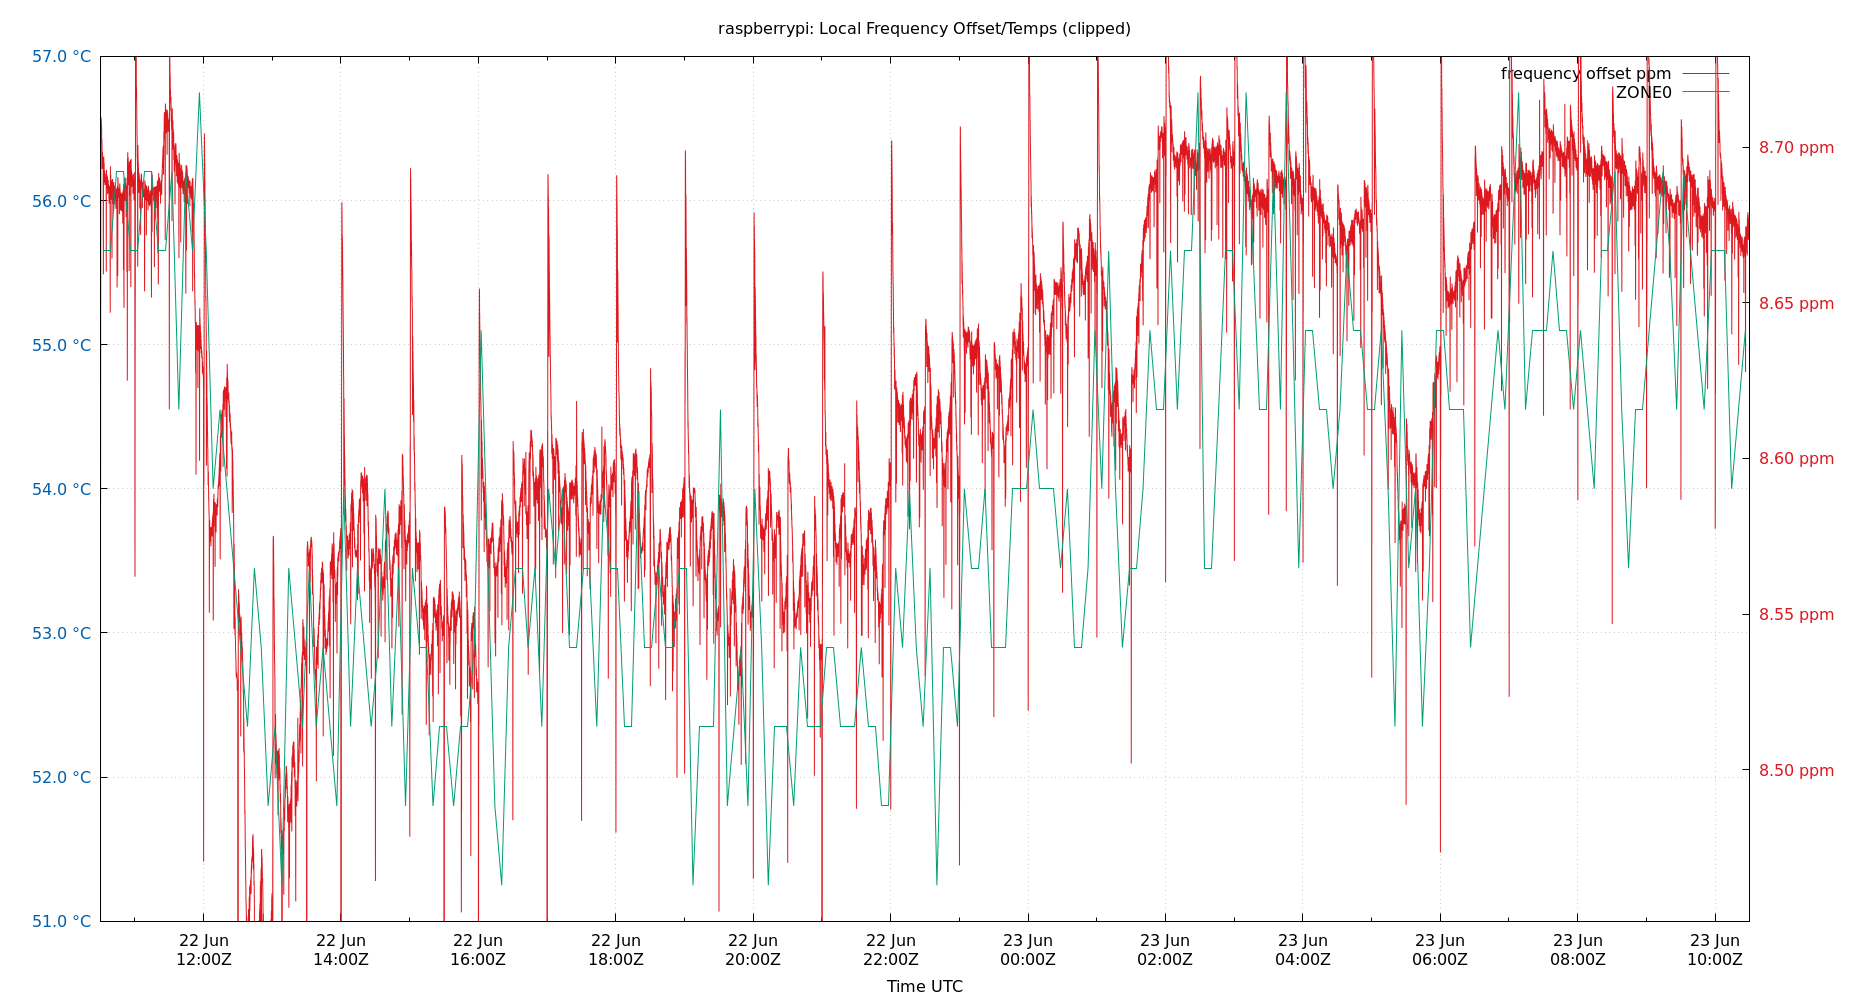 raspberrypi: Local Frequency Offset/Temps (clipped)
57.0 °C
56.0 °C
55.0 °C
54.0 °C
53.0 °C
52.0 °C
51.0 °C
frequency offset ppm
ZONE0
8.70 ppm
8.65 ppm
8.60 ppm
8.55 ppm
8.50 ppm
22 Jun 22 Jun 22 Jun 22 Jun 22 Jun 22 Jun 23 Jun 23 Jun 23 Jun 23 Jun 23 Jun 23 Jun
12:00Z 14:00Z 16:00Z 18:00Z 20:00Z 22:00Z 00:00Z 02:00Z 04:00Z 06:00Z 08:00Z 10:00Z
Time UTC